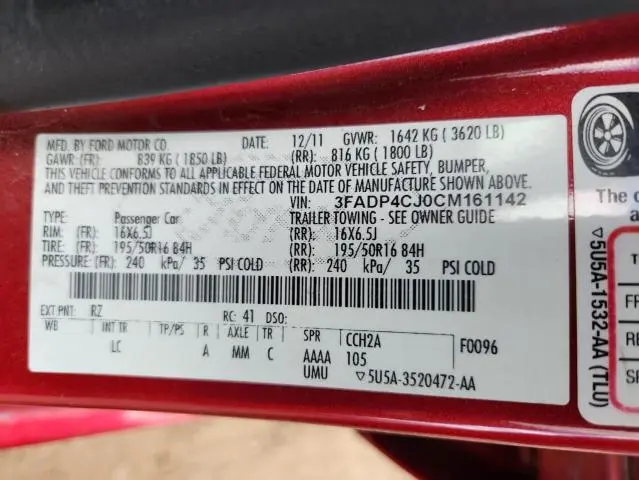 MFD. BY FORD MOTOR CO. DATE: 12/11 GVWR: 1642 KG ( 3620 LB)
GAWR: (FR): 839 KG ( 1850 LB) (RR): 816 KG ( 1800 LB)
THIS VEHICLE CONFORMS TO ALL APPLICABLE FEDERAL MOTOR VEHICLE SAFETY, BUMPER,
AND THEFT PREVENTION STANDARDS IN EFFECT ON THE DATE OF MANUFACTURE SHOWN ABOVE.
VIN: 3FADP4CJ0CM161142
TYPE: Passenger Car TRAILER TOWING - SEE OWNER GUIDE
RIM: (FR): 16X6.5J (RR): 16X6.5J
TIRE: (FR): 195/50R16 84H (RR): 195/50R16 84H
PRESSURE: (FR): 240 kPa/ 35 PSI COLD (RR): 240 kPa/ 35 PSI COLD
EXT PNT: RZ RC: 41 DSO:
WB INT TR TP/PS R AXLE TR SPR CCH2A F0096
LC A MM C AAAA 105
UMU ▽5U5A-3520472-AA
The
▽5U5A-1532-AA (TLU)